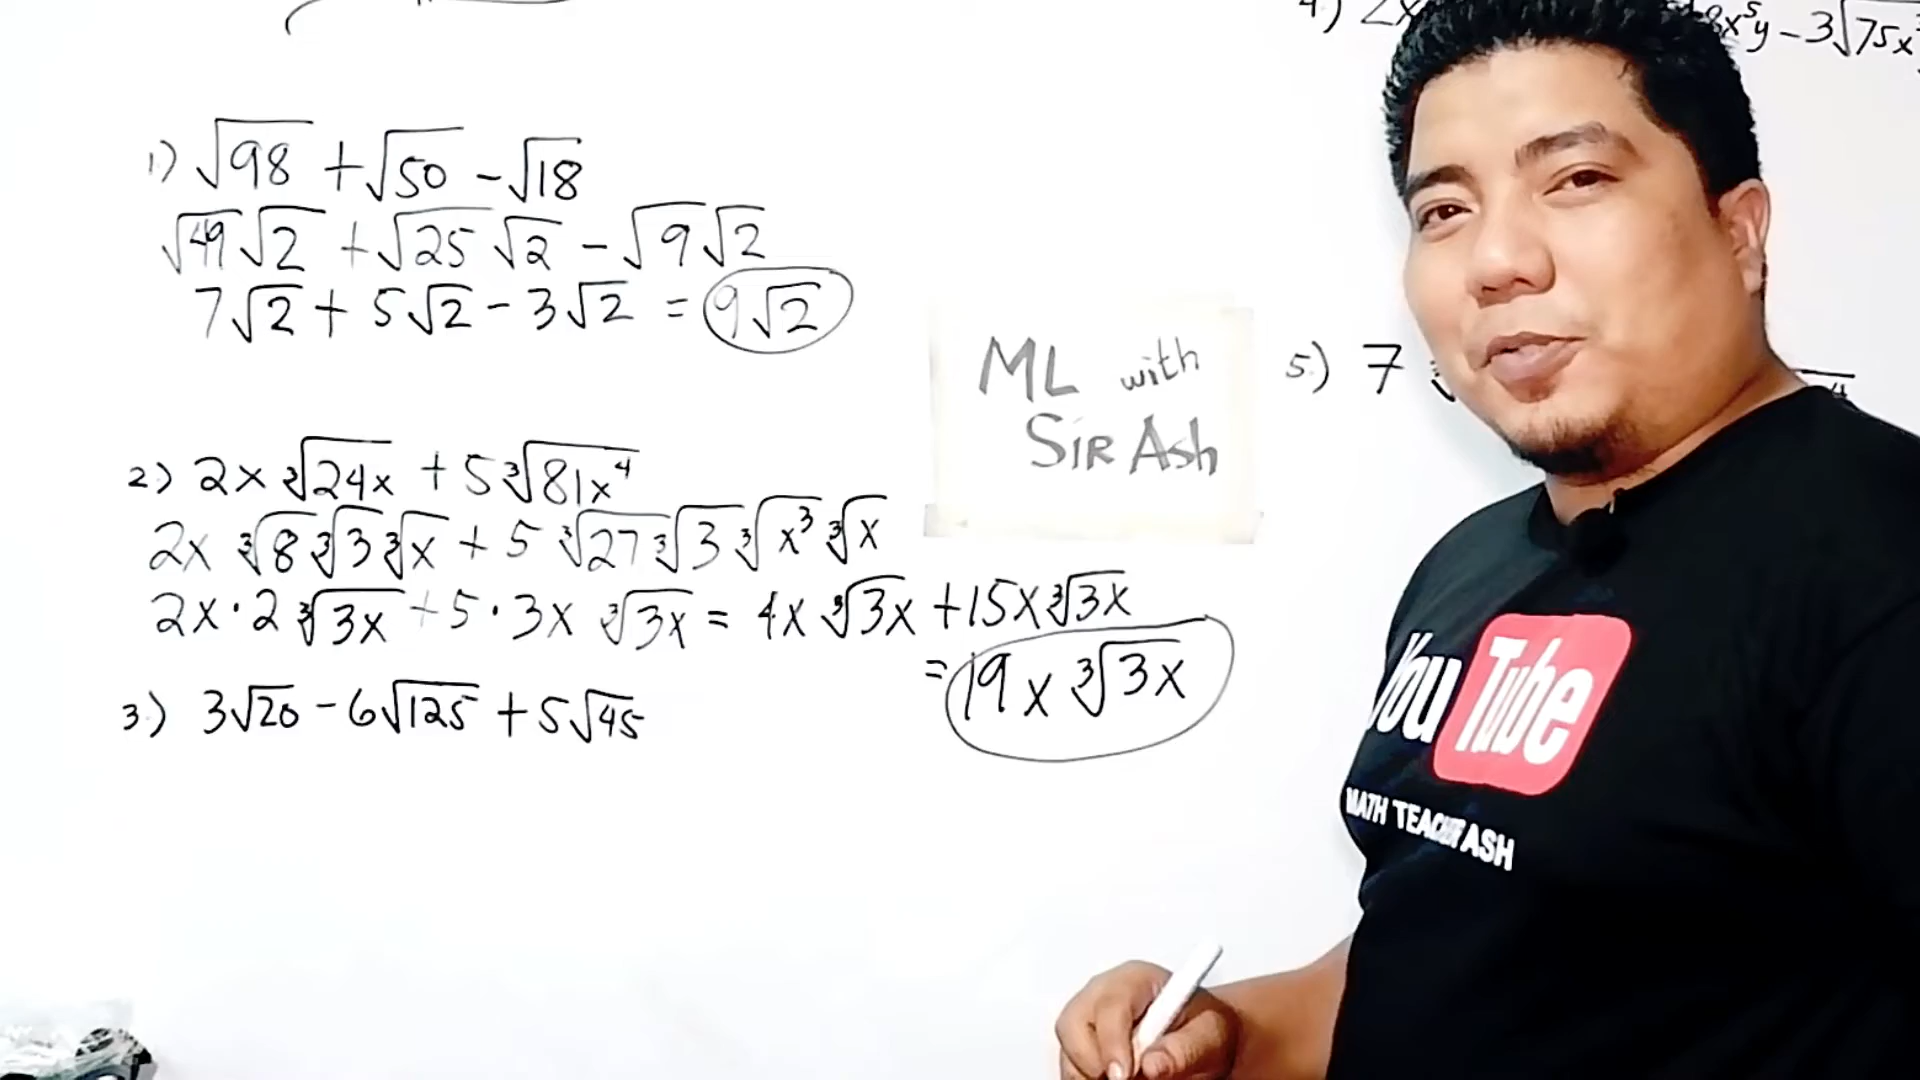 1) √98 + √50 - √18
√49 √2 + √25 √2 - √9 √2
7√2 + 5√2 - 3√2 = 9√2
2.) 2x ∛24x + 5 ∛81x⁴
2x ∛8 ∛3 ∛x + 5 ∛27 ∛3 ∛x³ ∛x
2x · 2 ∛3x + 5 · 3x ∛3x = 4x ∛3x + 15x ∛3x
= 19x ∛3x
3.) 3√20 - 6√125 + 5√45
ML with
Sir Ash
4) 2x
8x⁵y - 3√75x
5.) 7
4
YouTube
MATH TEACHER ASH